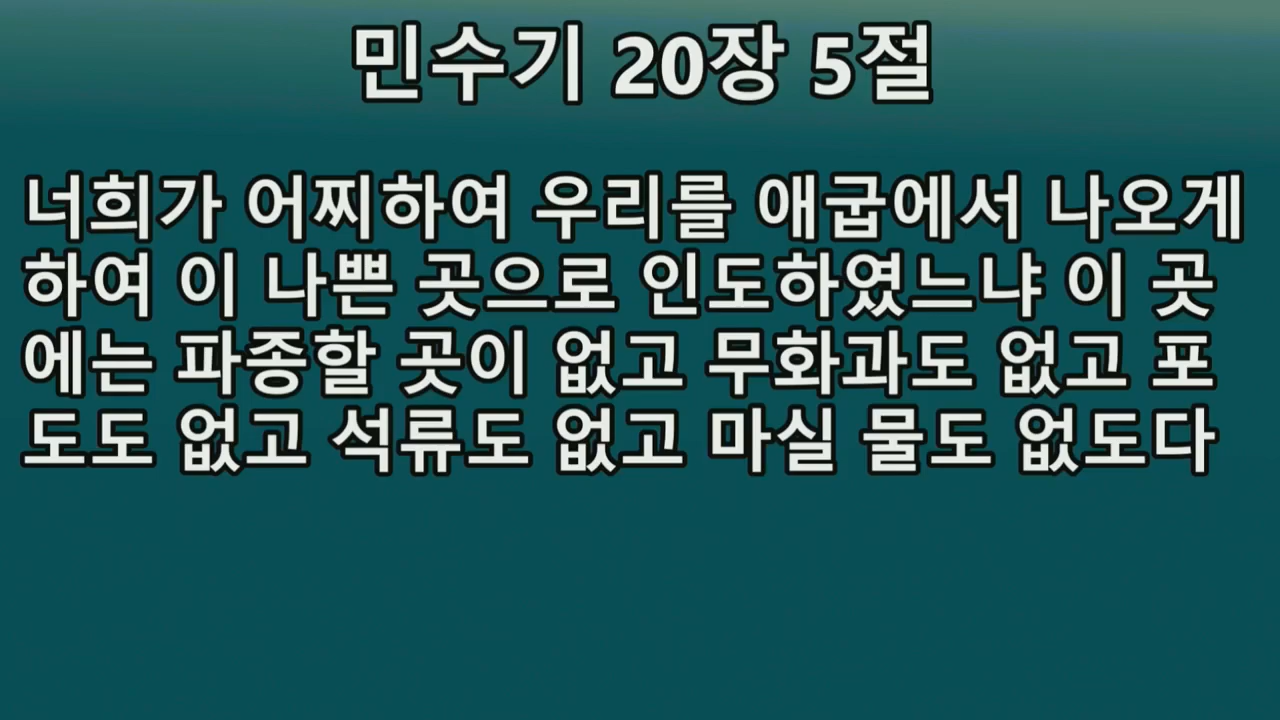 민수기 20장 5절
너희가 어찌하여 우리를 애굽에서 나오게
하여 이 나쁜 곳으로 인도하였느냐 이 곳
에는 파종할 곳이 없고 무화과도 없고 포
도도 없고 석류도 없고 마실 물도 없도다